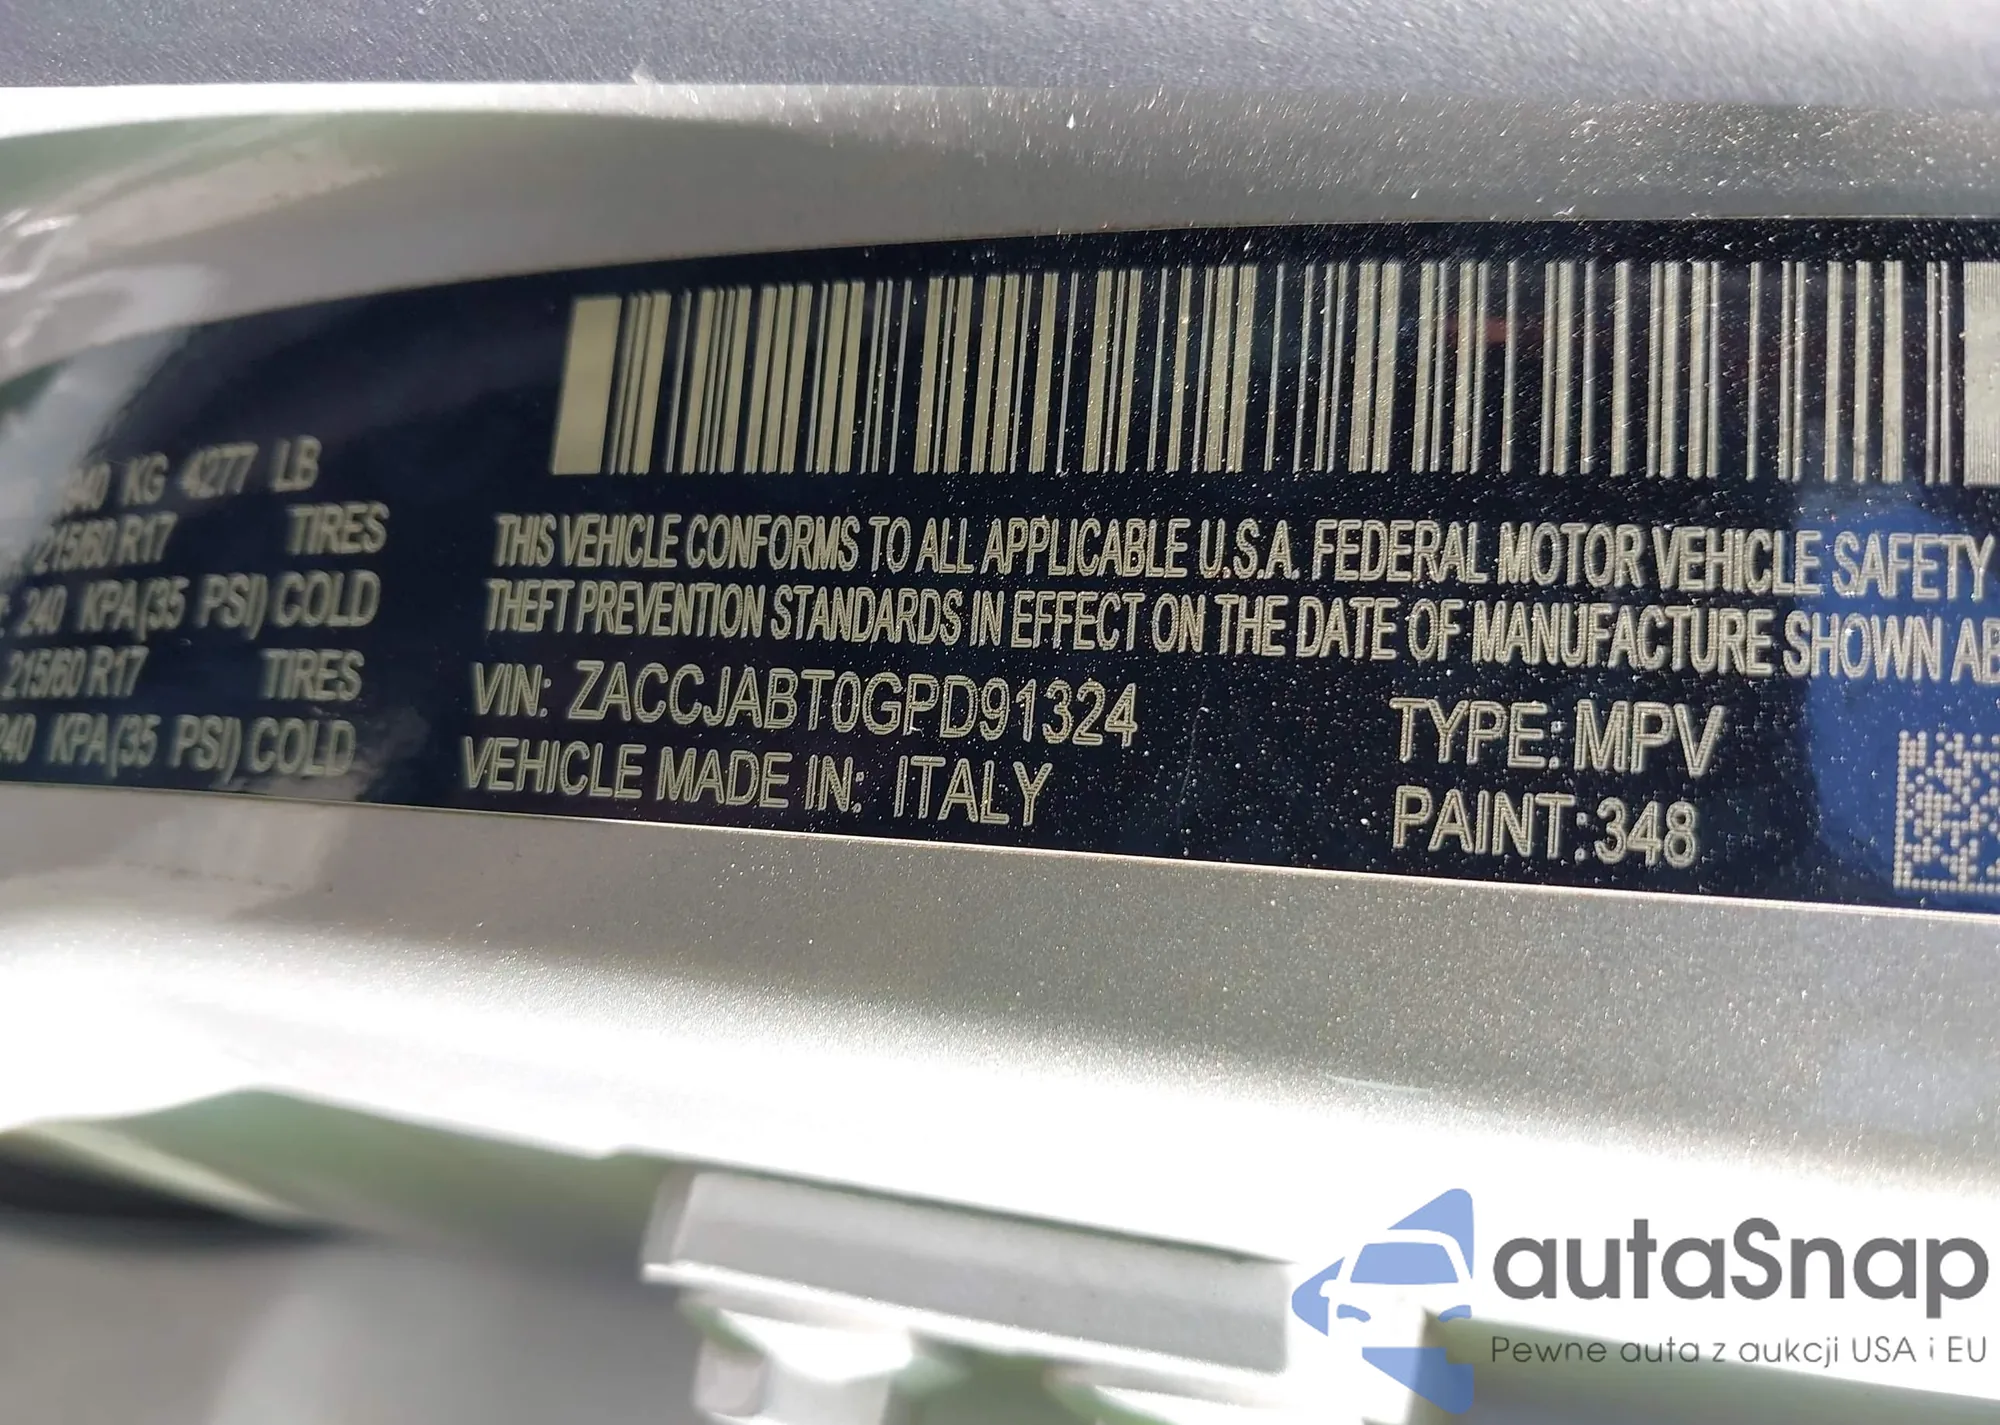 940 KG 4277 LB
215/60 R17 TIRES
240 KPA(35 PSI) COLD
215/60 R17 TIRES
240 KPA(35 PSI) COLD
THIS VEHICLE CONFORMS TO ALL APPLICABLE U.S.A. FEDERAL MOTOR VEHICLE SAFETY
THEFT PREVENTION STANDARDS IN EFFECT ON THE DATE OF MANUFACTURE SHOWN AB
VIN: ZACCJABT0GPD91324 TYPE: MPV
VEHICLE MADE IN: ITALY PAINT: 348
autaSnap
Pewne auta z aukcji USA i EU